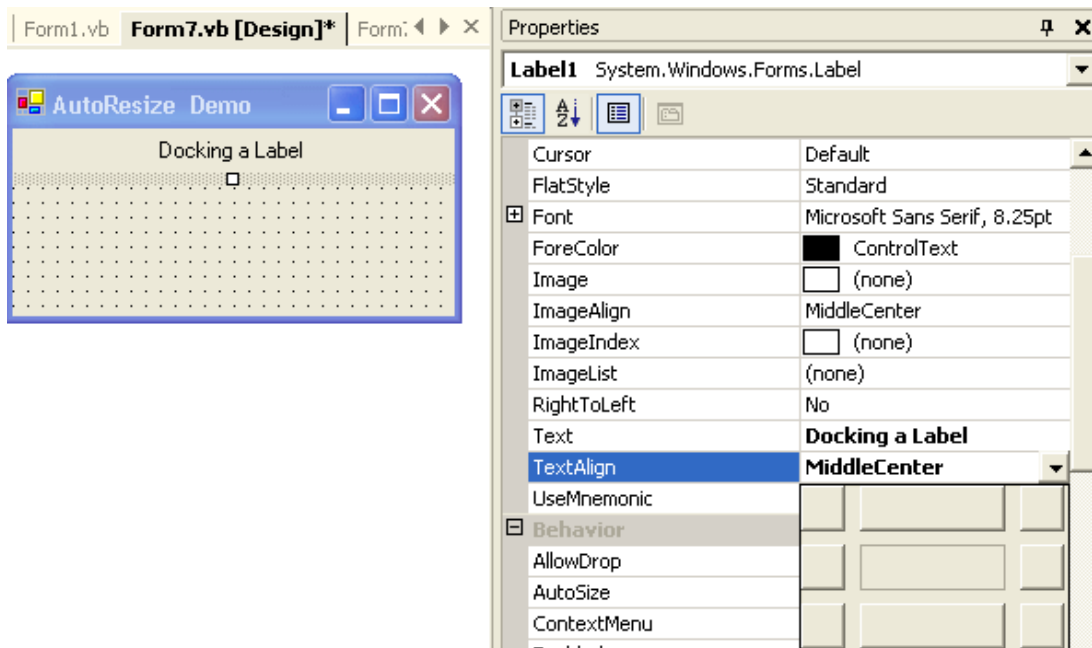 Form1.vb Form7.vb [Design]* Form
AutoResize Demo
Docking a Label
Properties
Label1 System.Windows.Forms.Label
Cursor Default
FlatStyle Standard
Font Microsoft Sans Serif, 8.25pt
ForeColor ControlText
Image (none)
ImageAlign MiddleCenter
ImageIndex (none)
ImageList (none)
RightToLeft No
Text Docking a Label
TextAlign MiddleCenter
UseMnemonic
Behavior
AllowDrop
AutoSize
ContextMenu